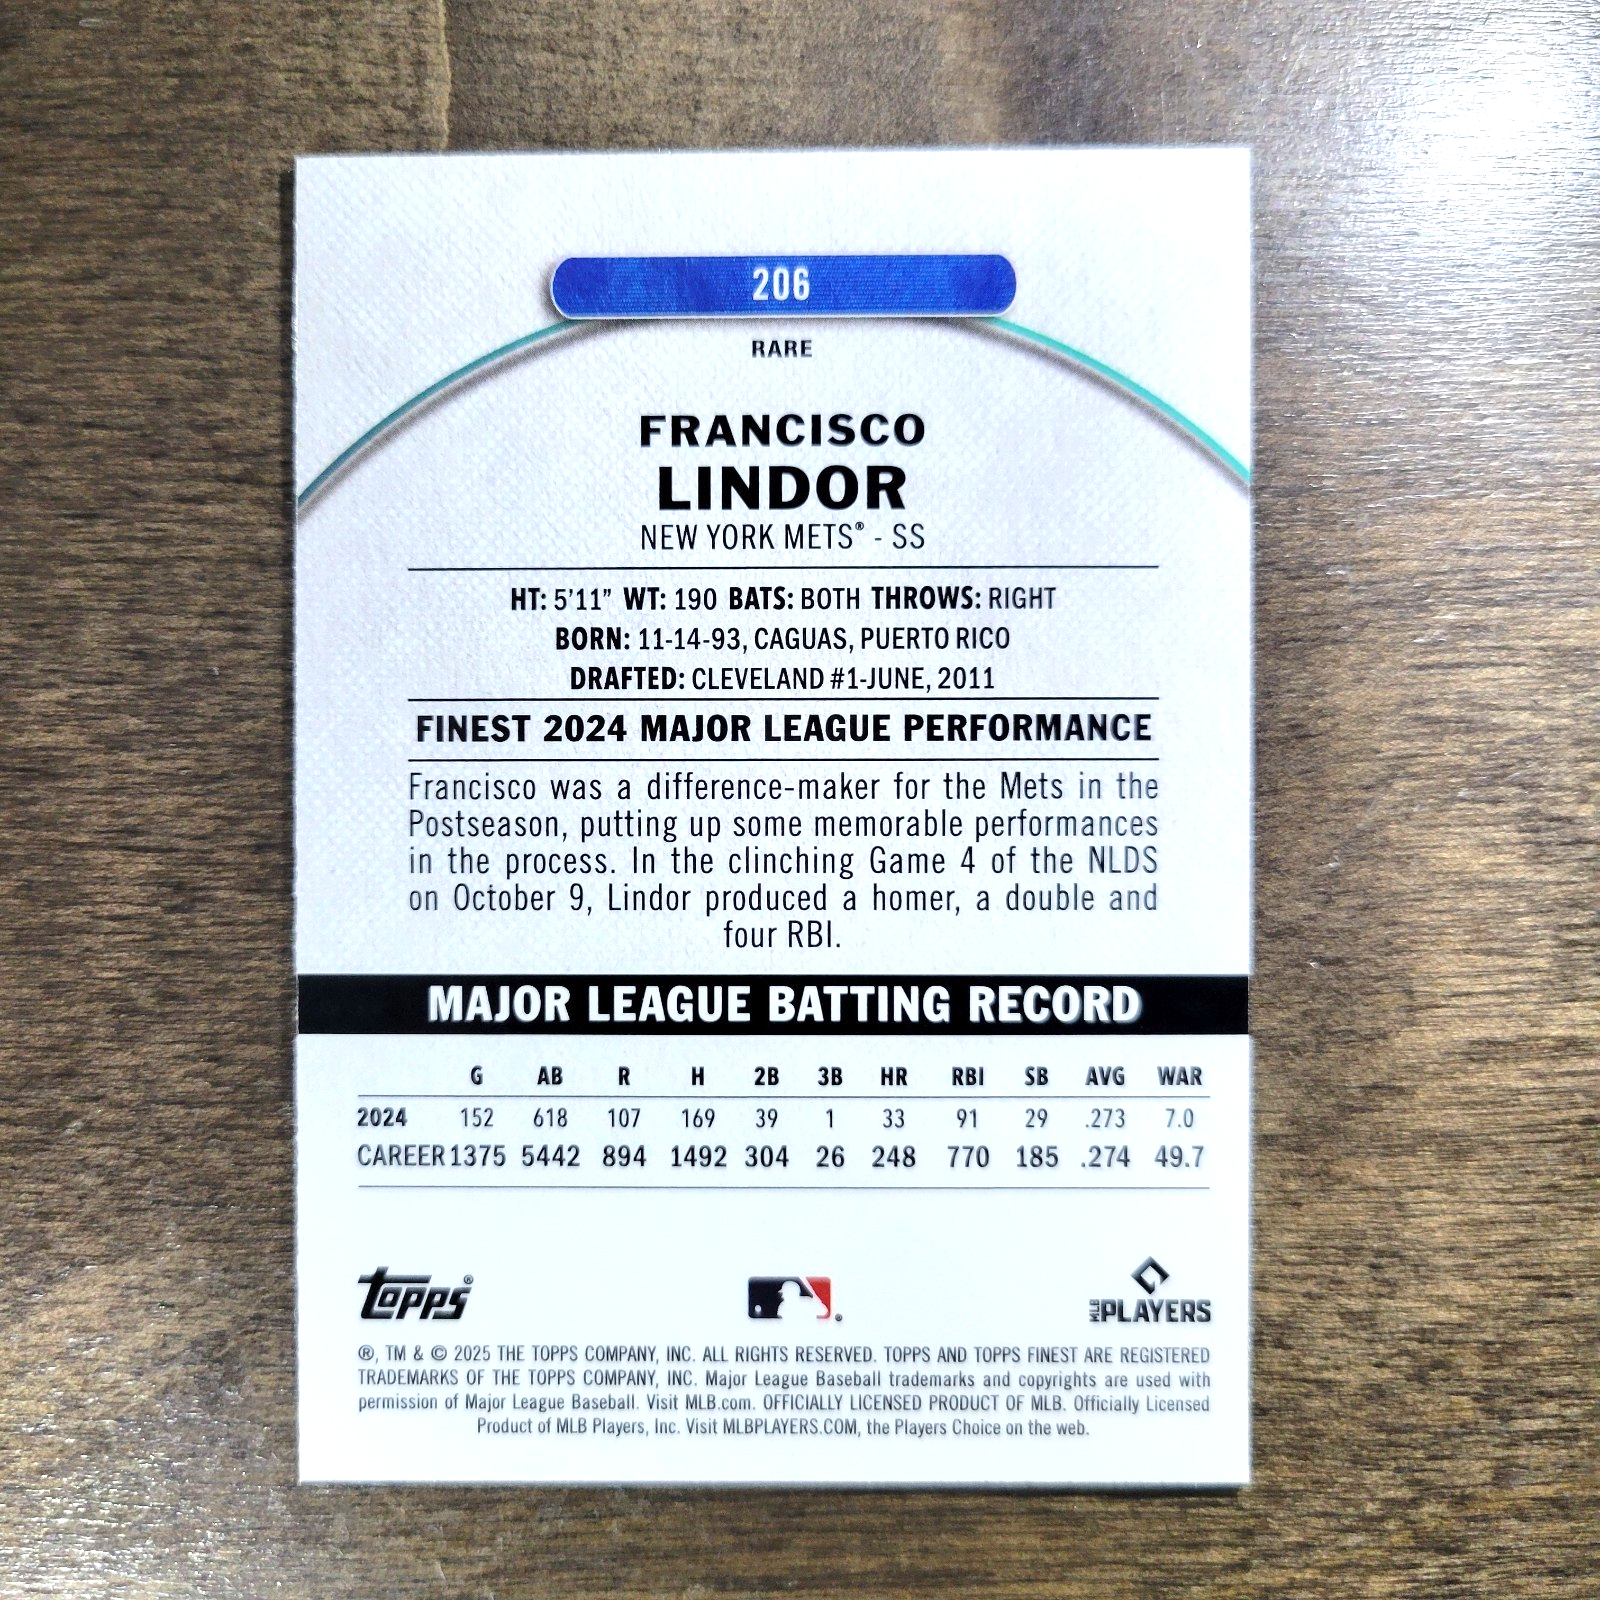 206
RARE
FRANCISCO
LINDOR
NEW YORK METS® - SS
HT: 5'11" WT: 190 BATS: BOTH THROWS: RIGHT
BORN: 11-14-93, CAGUAS, PUERTO RICO
DRAFTED: CLEVELAND #1-JUNE, 2011
FINEST 2024 MAJOR LEAGUE PERFORMANCE
Francisco was a difference-maker for the Mets in the
Postseason, putting up some memorable performances
in the process. In the clinching Game 4 of the NLDS
on October 9, Lindor produced a homer, a double and
four RBI.
MAJOR LEAGUE BATTING RECORD
G AB R H 2B 3B HR RBI SB AVG WAR
2024 152 618 107 169 39 1 33 91 29 .273 7.0
CAREER 1375 5442 894 1492 304 26 248 770 185 .274 49.7
Topps®
®
MLB PLAYERS
®, TM & © 2025 THE TOPPS COMPANY, INC. ALL RIGHTS RESERVED. TOPPS AND TOPPS FINEST ARE REGISTERED
TRADEMARKS OF THE TOPPS COMPANY, INC. Major League Baseball trademarks and copyrights are used with
permission of Major League Baseball. Visit MLB.com. OFFICIALLY LICENSED PRODUCT OF MLB. Officially Licensed
Product of MLB Players, Inc. Visit MLBPLAYERS.COM, the Players Choice on the web.